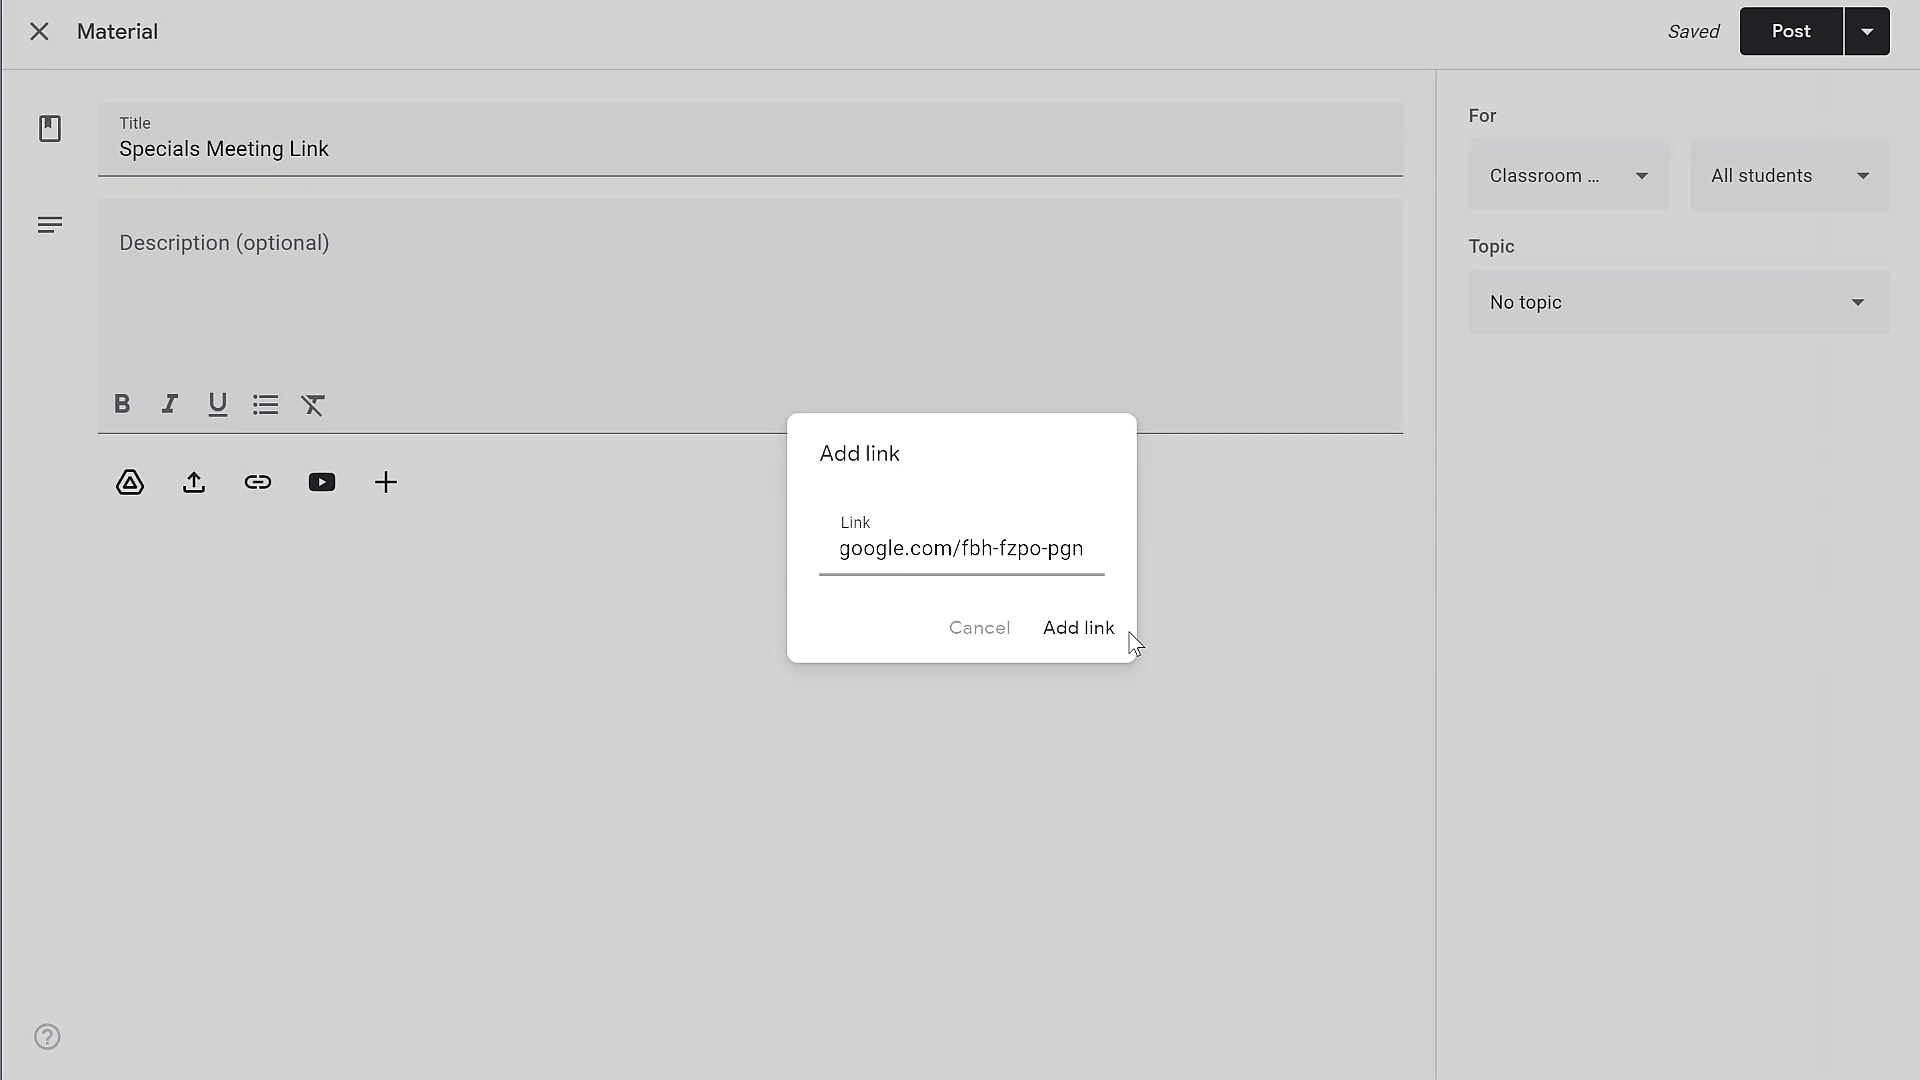 Material
Saved
Post
Title
Specials Meeting Link
Description (optional)
B I U
For
Classroom ...
All students
Topic
No topic
Add link
Link
google.com/fbh-fzpo-pgn
Cancel
Add link
?